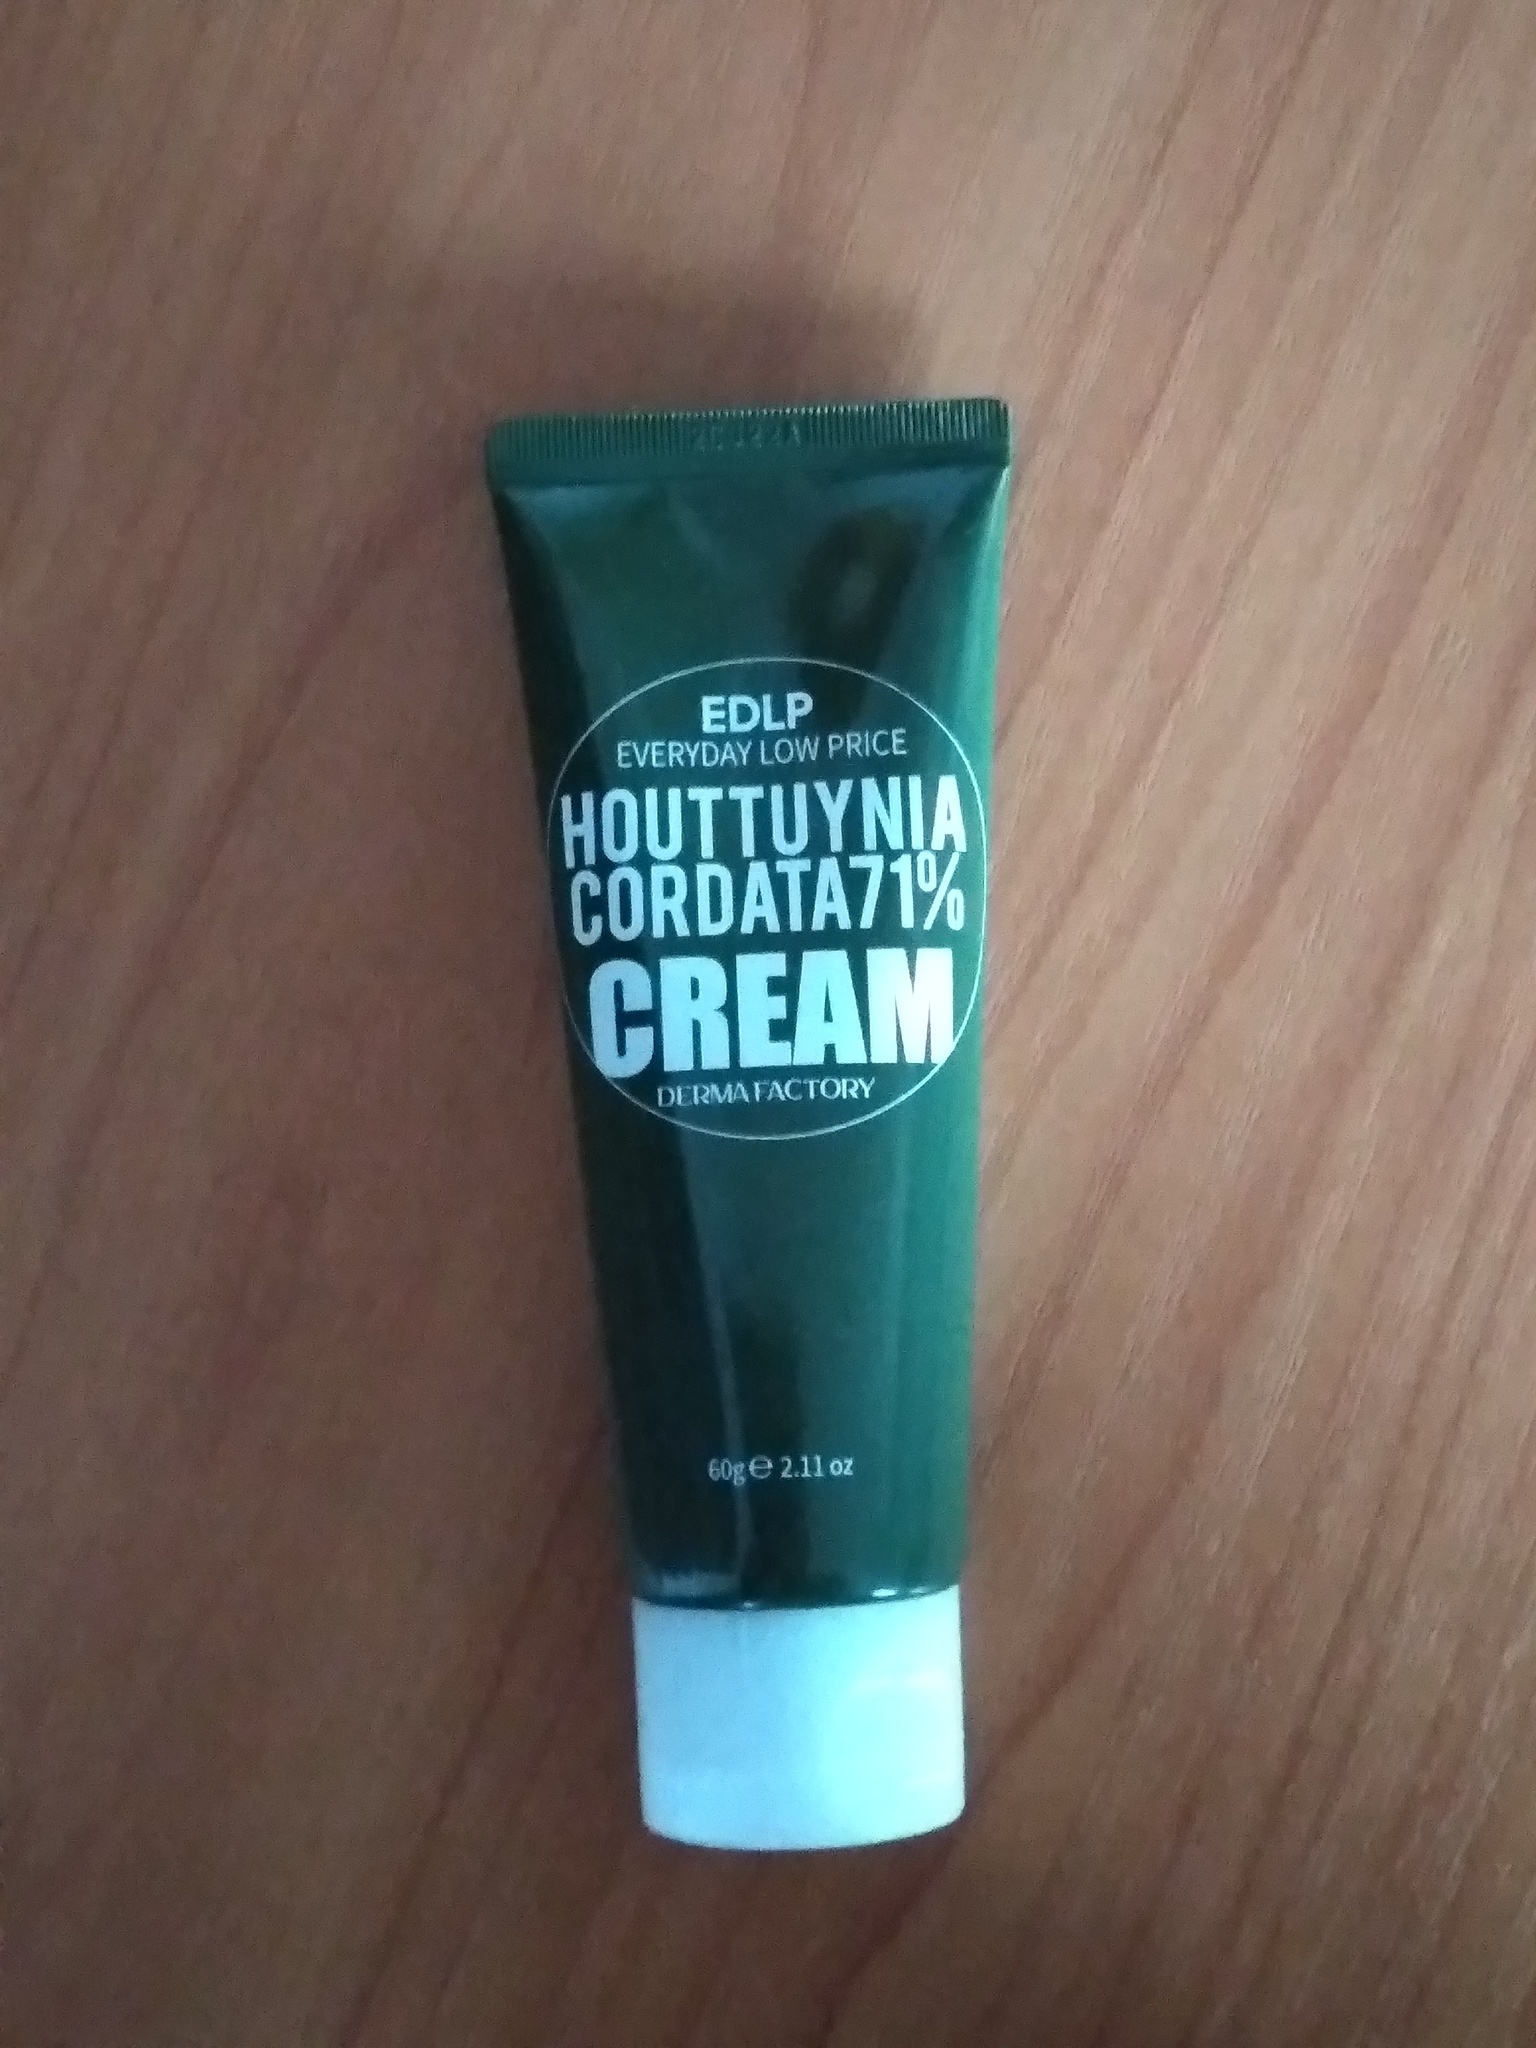 EDLP
EVERYDAY LOW PRICE
HOUTTUYNIA
CORDATA71%
CREAM
DERMA FACTORY
60g℮ 2.11 oz